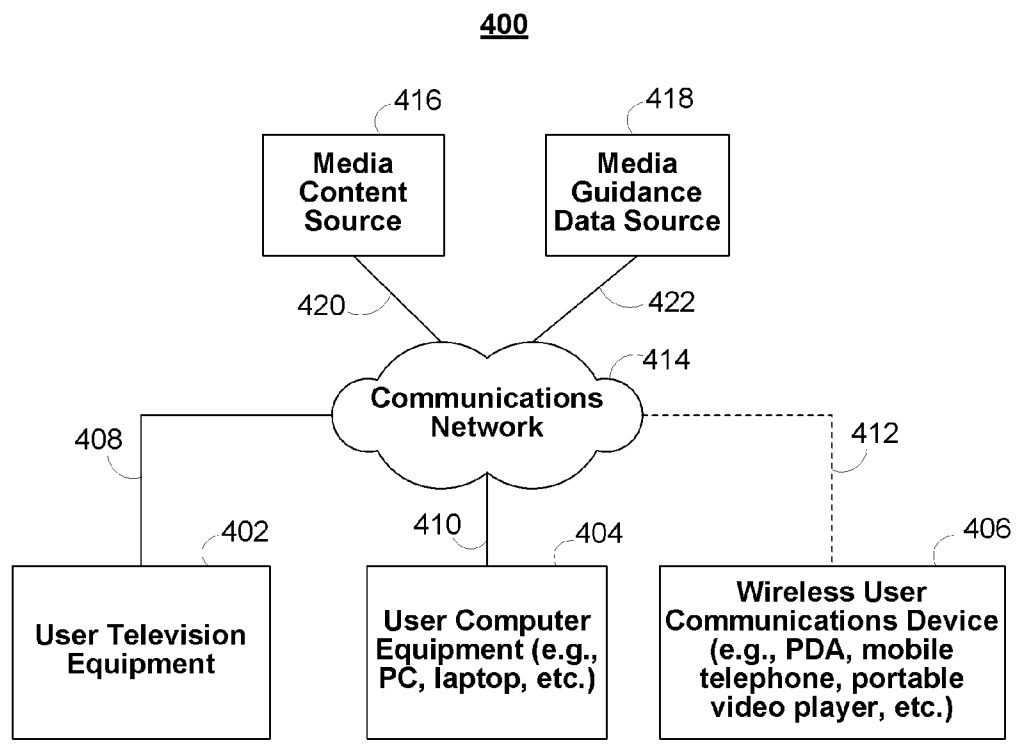 400
416
418
Media
Content
Source
Media
Guidance
Data Source
420
422
414
Communications
Network
408
412
410
402
404
406
User Television
Equipment
User Computer
Equipment (e.g.,
PC, laptop, etc.)
Wireless User
Communications Device
(e.g., PDA, mobile
telephone, portable
video player, etc.)